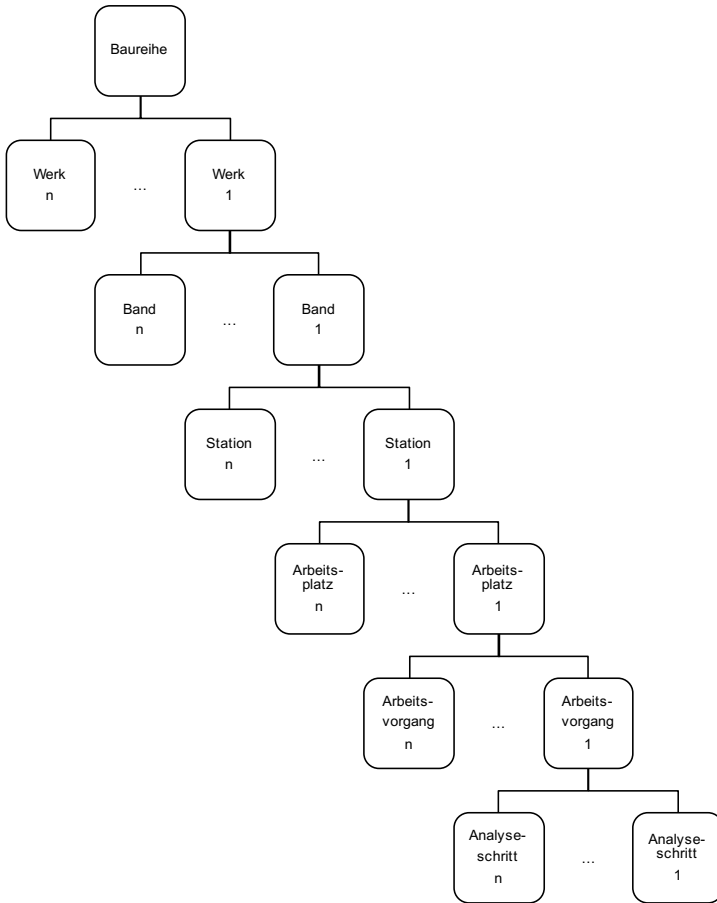 Baureihe
Werk
n
...
Werk
1
Band
n
...
Band
1
Station
n
...
Station
1
Arbeits-
platz
n
...
Arbeits-
platz
1
Arbeits-
vorgang
n
...
Arbeits-
vorgang
1
Analyse-
schritt
n
...
Analyse-
schritt
1